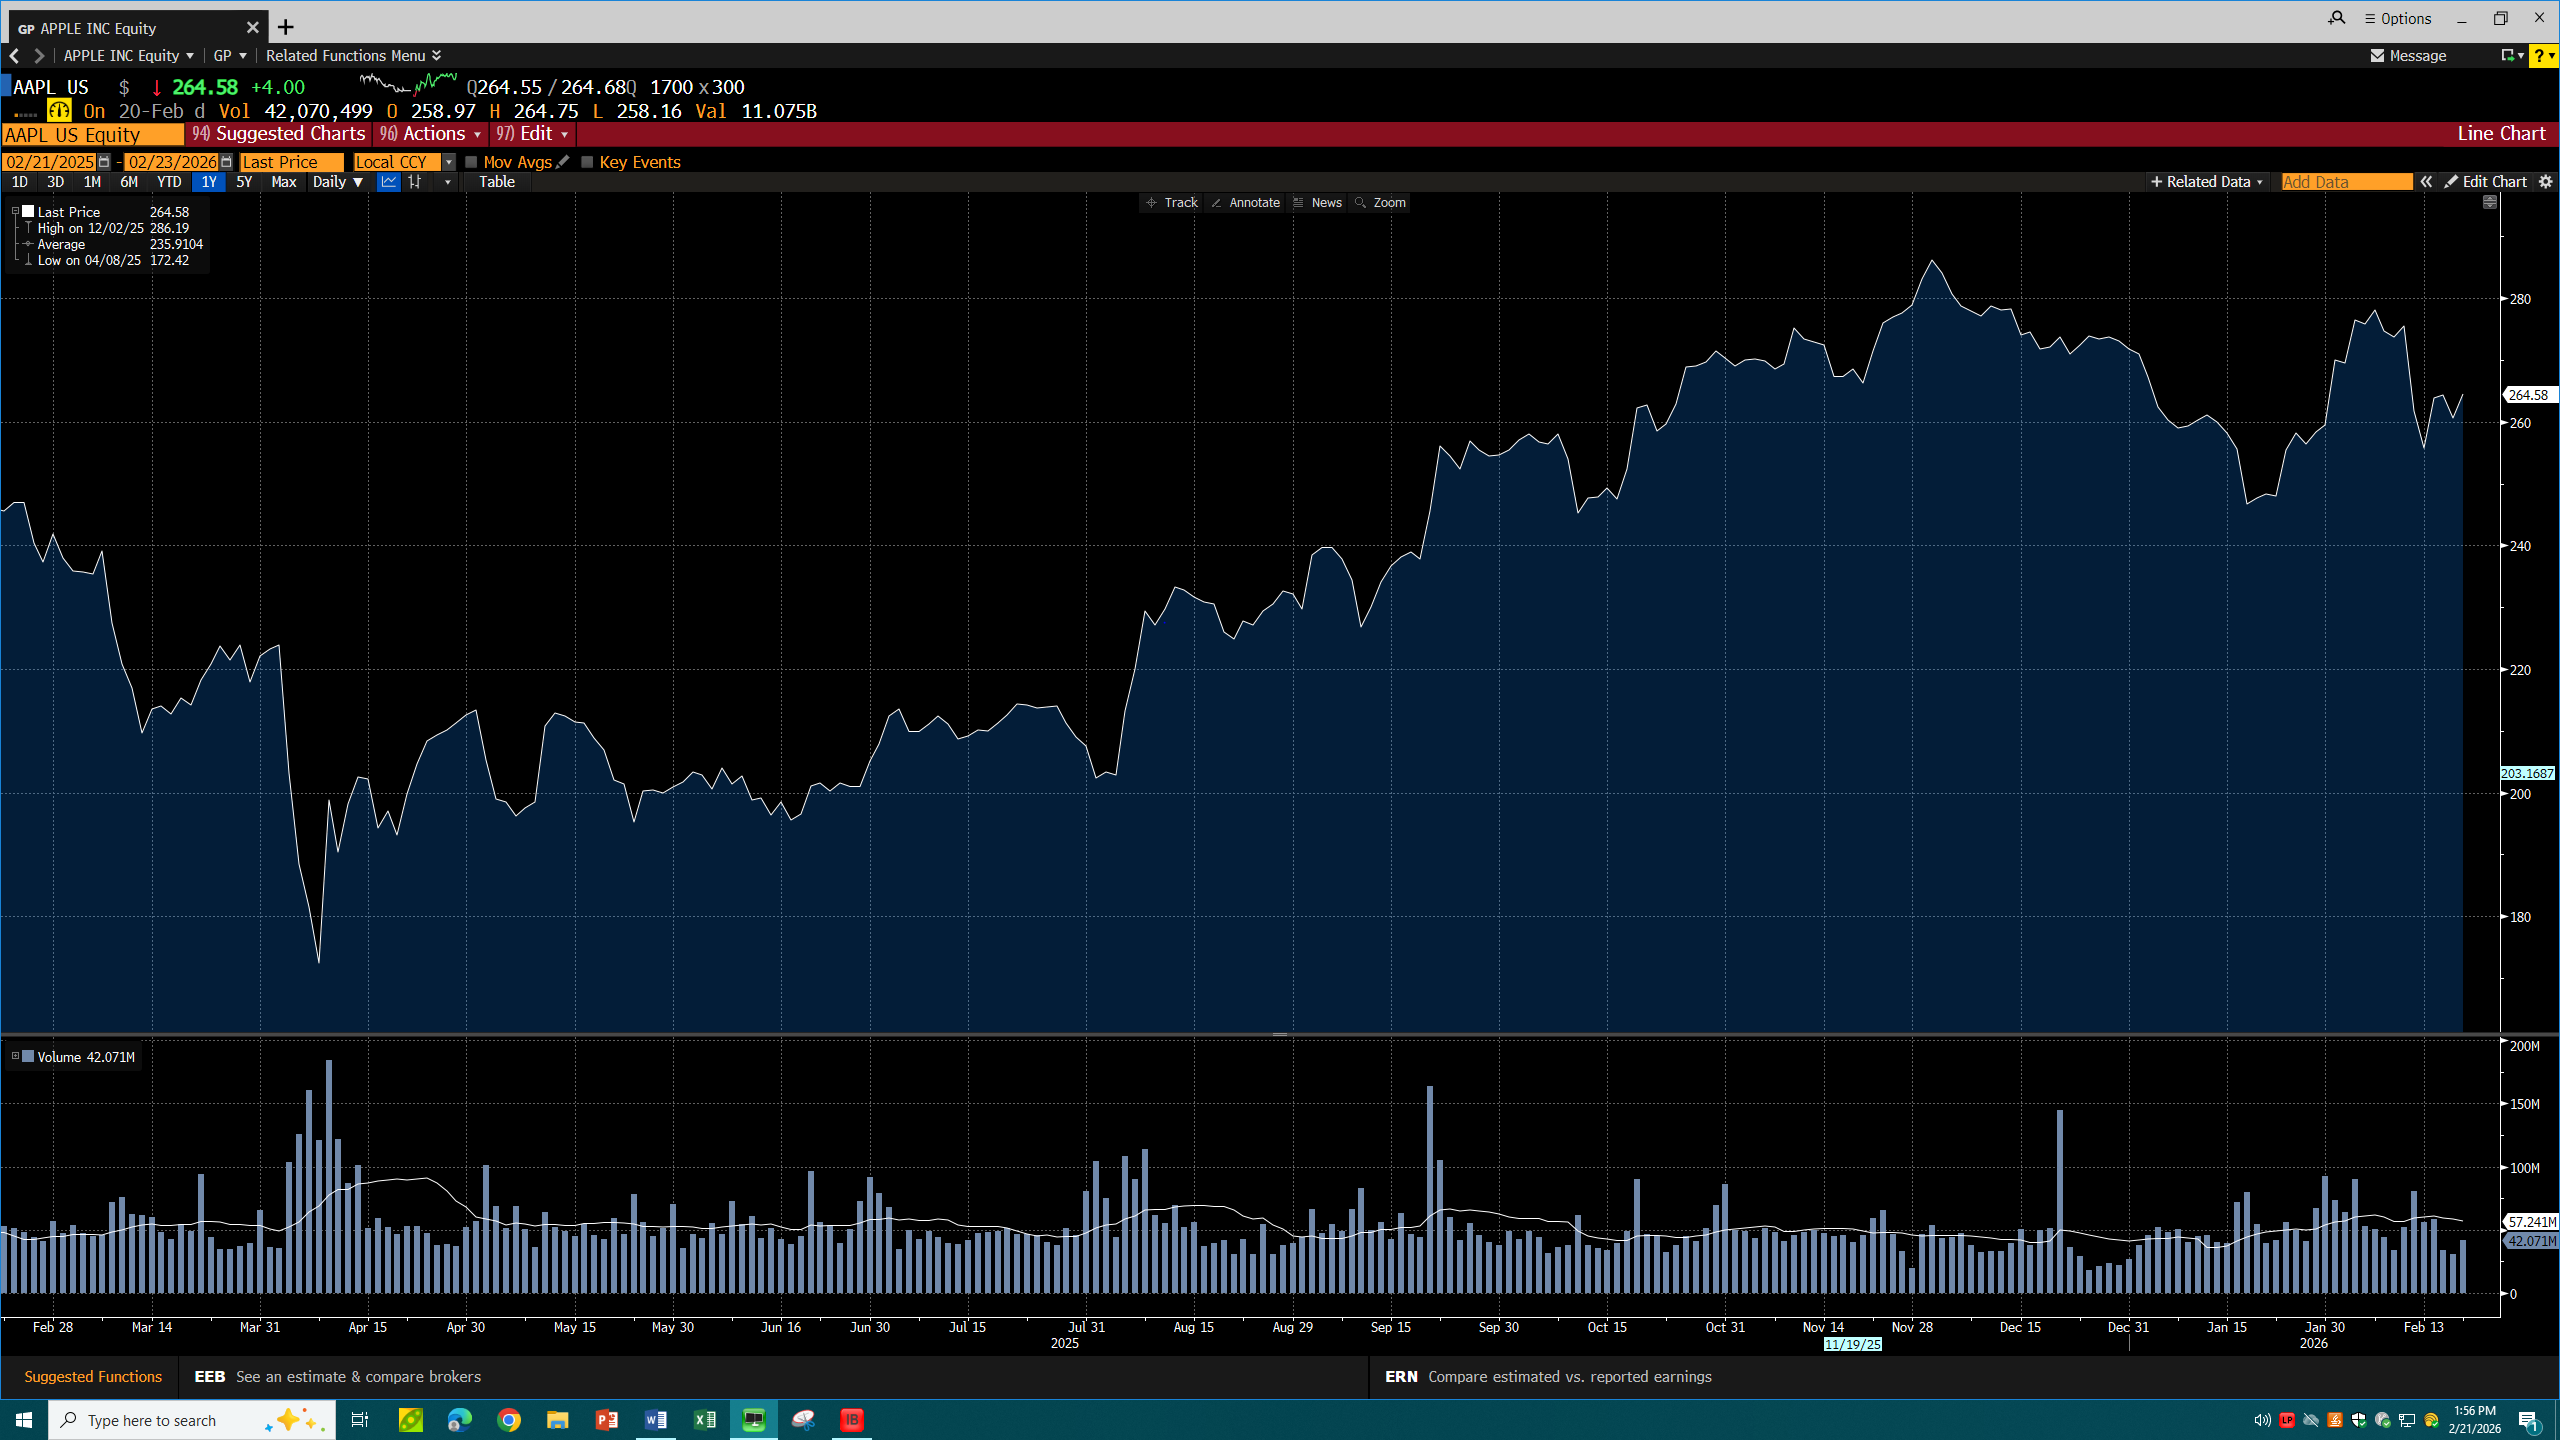 GP APPLE INC Equity
Options
APPLE INC Equity GP Related Functions Menu
Message
?
AAPL US $ 264.58 +4.00 Q264.55 / 264.68Q 1700 x 300
On 20-Feb d Vol 42,070,499 O 258.97 H 264.75 L 258.16 Val 11.075B
AAPL US Equity 94) Suggested Charts 96) Actions 97) Edit Line Chart
02/21/2025 - 02/23/2026 Last Price Local CCY Mov Avgs Key Events
1D 3D 1M 6M YTD 1Y 5Y Max Daily Table + Related Data Add Data Edit Chart
Track Annotate News Zoom
Last Price 264.58
High on 12/02/25 286.19
Average 235.9104
Low on 04/08/25 172.42
280
264.58
260
240
220
203.1687
200
180
Volume 42.071M
200M
150M
100M
57.241M
42.071M
0
Feb 28 Mar 14 Mar 31 Apr 15 Apr 30 May 15 May 30 Jun 16 Jun 30 Jul 15 Jul 31 Aug 15 Aug 29 Sep 15 Sep 30 Oct 15 Oct 31 Nov 14 Nov 28 Dec 15 Dec 31 Jan 15 Jan 30 Feb 13
2025 11/19/25 2026
Suggested Functions EEB See an estimate & compare brokers ERN Compare estimated vs. reported earnings
Type here to search
IB
LP
1:56 PM
2/21/2026
1